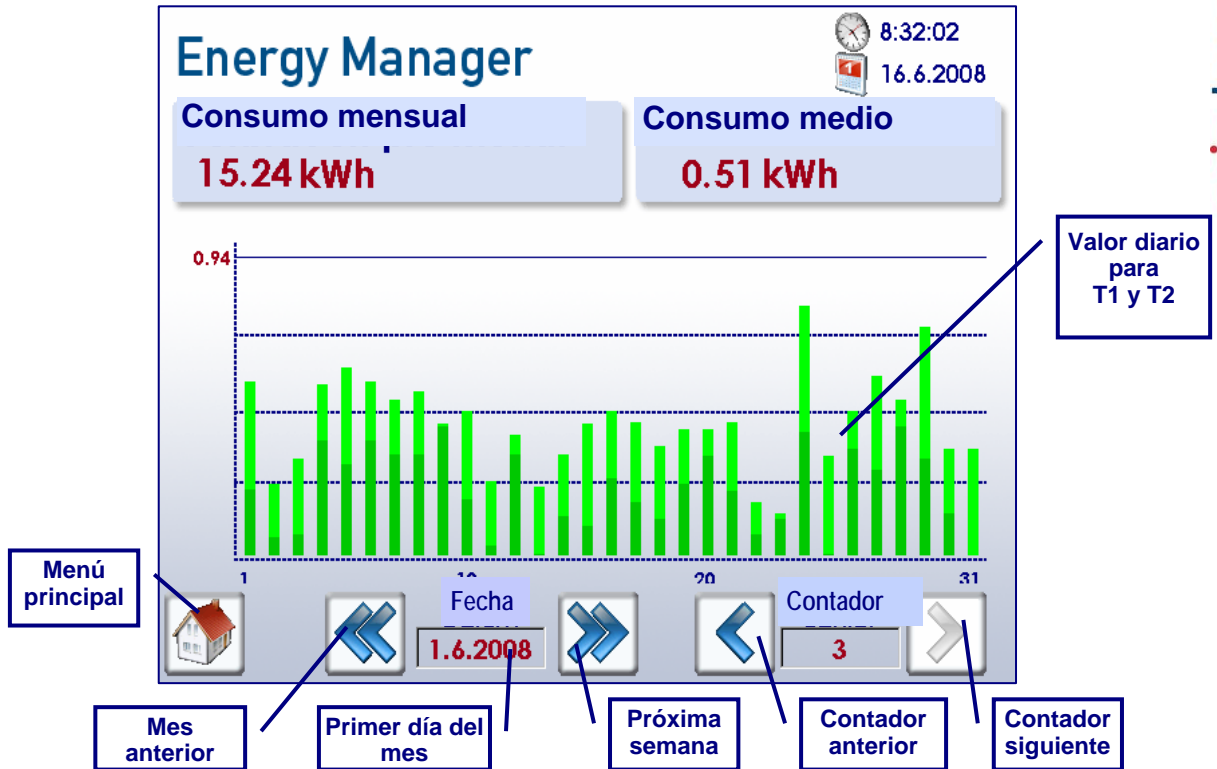 Energy Manager
8:32:02
16.6.2008
Consumo mensual
15.24 kWh
Consumo medio
0.51 kWh
Valor diario
para
T1 y T2
0.94
1
20
31
Menú
principal
Fecha
1.6.2008
Contador
3
Mes
anterior
Primer día del
mes
Próxima
semana
Contador
anterior
Contador
siguiente